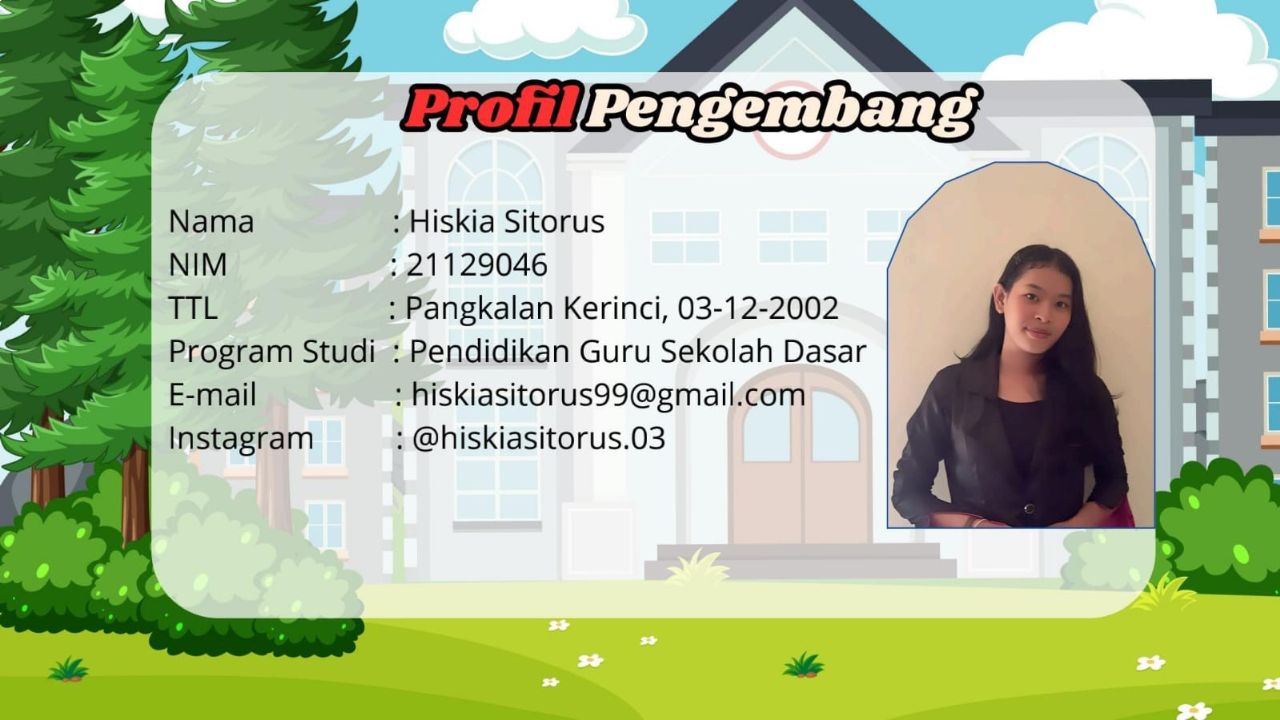 Profil Pengembang
Nama : Hiskia Sitorus
NIM : 21129046
TTL : Pangkalan Kerinci, 03-12-2002
Program Studi : Pendidikan Guru Sekolah Dasar
E-mail : hiskiasitorus99@gmail.com
Instagram : @hiskiasitorus.03